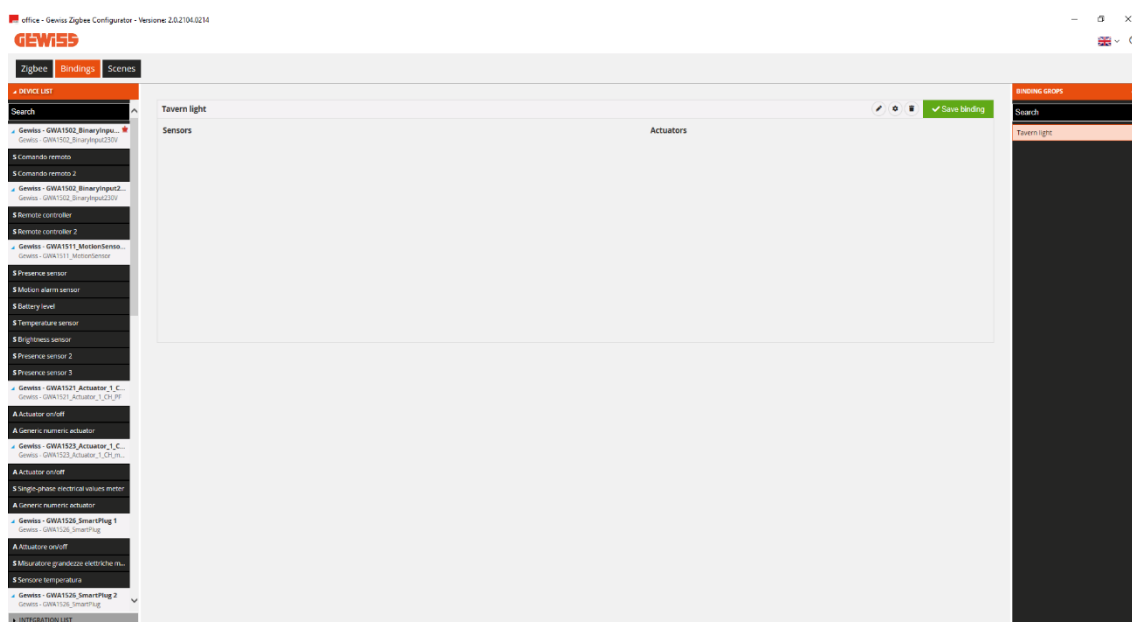 office - Gewiss Zigbee Configurator - Versione: 2.0.2104.0214
GEWISS
Zigbee Bindings Scenes
DEVICE LIST
Search
Gewiss - GWA1502_BinaryInpu...
Gewiss - GWA1502_BinaryInput230V
S Comando remoto
S Comando remoto 2
Gewiss - GWA1502_BinaryInput2...
Gewiss - GWA1502_BinaryInput230V
S Remote controller
S Remote controller 2
Gewiss - GWA1511_MotionSenso...
Gewiss - GWA1511_MotionSensor
S Presence sensor
S Motion alarm sensor
S Battery level
S Temperature sensor
S Brightness sensor
S Presence sensor 2
S Presence sensor 3
Gewiss - GWA1521_Actuator_1_C...
Gewiss - GWA1521_Actuator_1_CH_PF
A Actuator on/off
A Generic numeric actuator
Gewiss - GWA1523_Actuator_1_C...
Gewiss - GWA1523_Actuator_1_CH_m...
A Actuator on/off
S Single-phase electrical values meter
A Generic numeric actuator
Gewiss - GWA1526_SmartPlug 1
Gewiss - GWA1526_SmartPlug
A Attuatore on/off
S Misuratore grandezze elettriche m...
S Sensore temperatura
Gewiss - GWA1526_SmartPlug 2
Gewiss - GWA1526_SmartPlug
INTEGRATION LIST
Tavern light
Save binding
Sensors
Actuators
BINDING GROPS
Search
Tavern light